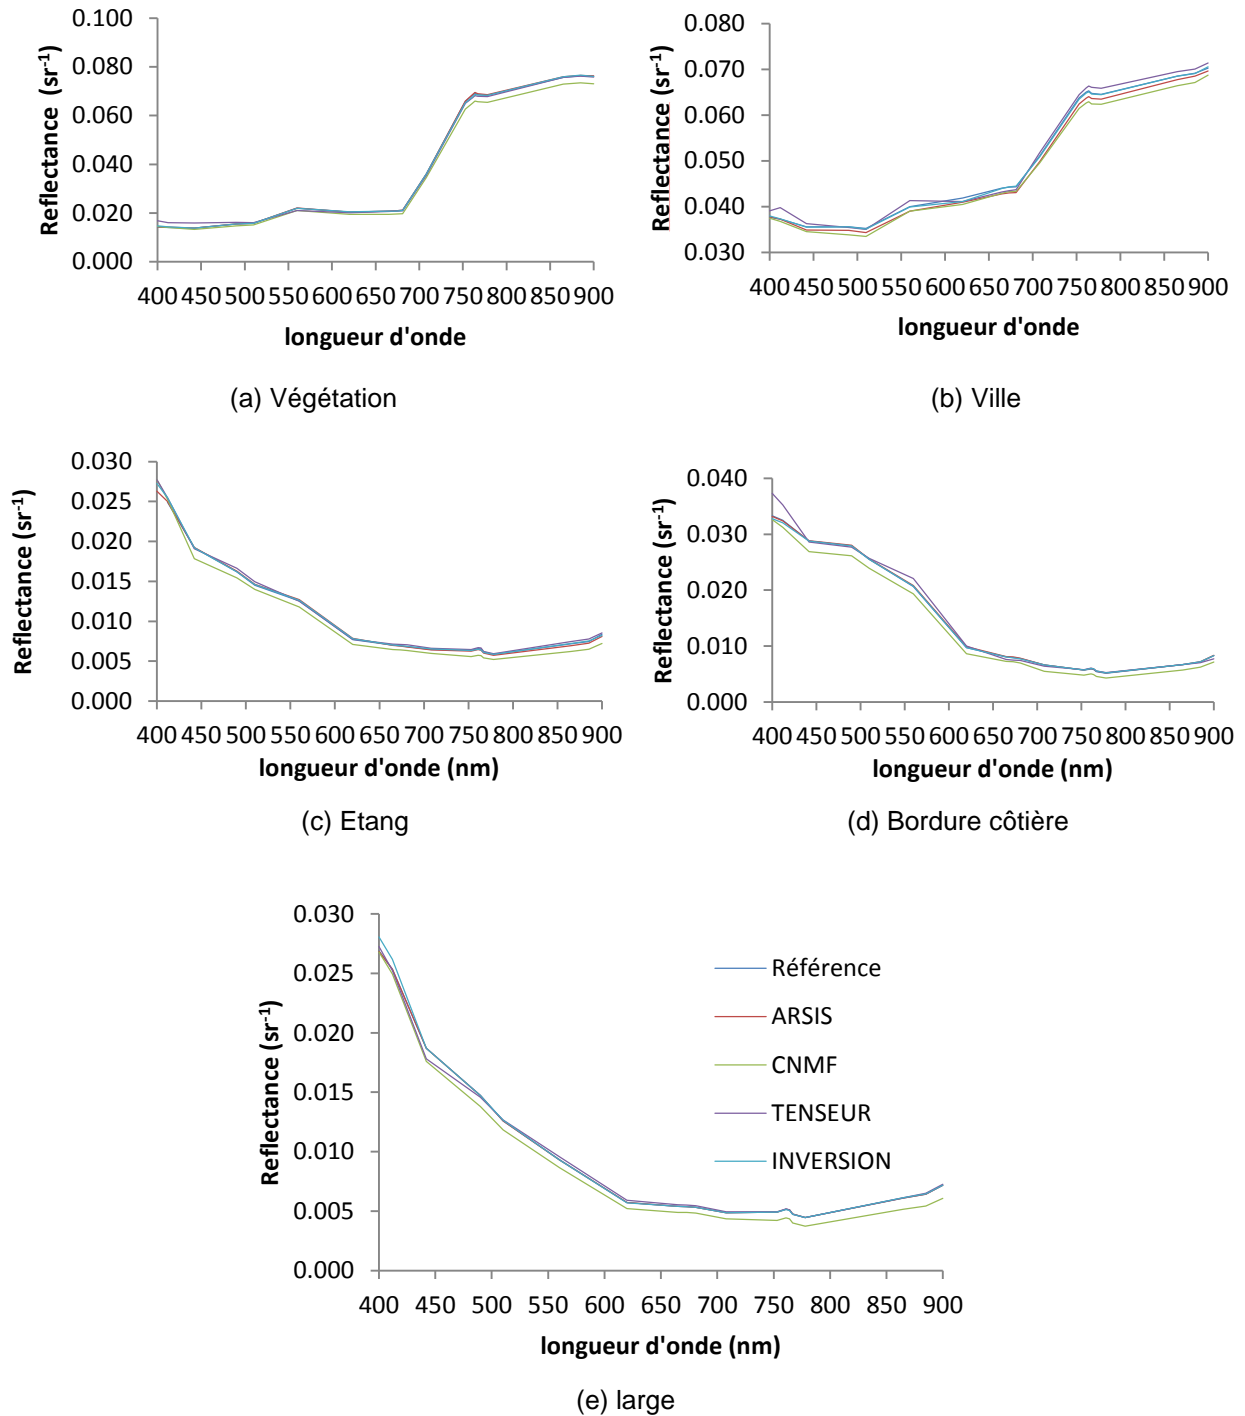 0.100
0.080
0.060
0.040
0.020
0.000
Reflectance (sr-1)
400 450 500 550 600 650 700 750 800 850 900
longueur d'onde
(a) Végétation
0.080
0.070
0.060
0.050
0.040
0.030
Reflectance (sr-1)
400 450 500 550 600 650 700 750 800 850 900
longueur d'onde
(b) Ville
0.030
0.025
0.020
0.015
0.010
0.005
0.000
Reflectance (sr-1)
400 450 500 550 600 650 700 750 800 850 900
longueur d'onde (nm)
(c) Etang
0.040
0.030
0.020
0.010
0.000
Reflectance (sr-1)
400 450 500 550 600 650 700 750 800 850 900
longueur d'onde (nm)
(d) Bordure côtière
0.030
0.025
0.020
0.015
0.010
0.005
0.000
Reflectance (sr-1)
Référence
ARSIS
CNMF
TENSEUR
INVERSION
400 450 500 550 600 650 700 750 800 850 900
longueur d'onde (nm)
(e) large